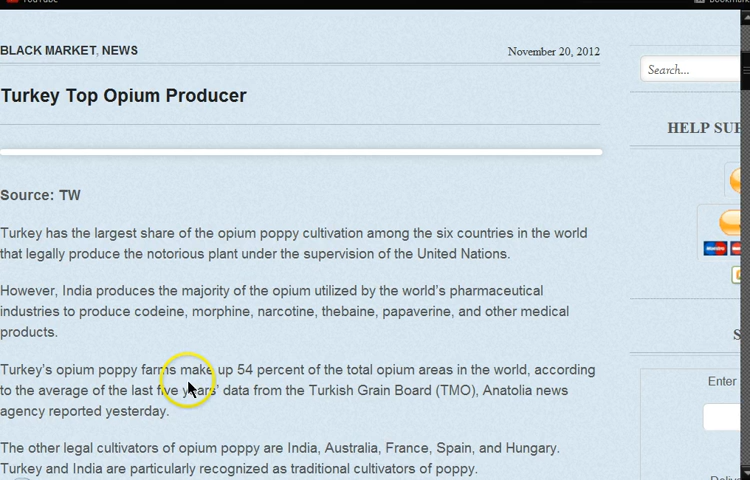 YouTube
BLACK MARKET, NEWS
November 20, 2012
Search...
Turkey Top Opium Producer
HELP
Source: TW
Turkey has the largest share of the opium poppy cultivation among the six countries in the world
that legally produce the notorious plant under the supervision of the United Nations.
However, India produces the majority of the opium utilized by the world's pharmaceutical
industries to produce codeine, morphine, narcotine, thebaine, papaverine, and other medical
products.
Turkey's opium poppy farms make up 54 percent of the total opium areas in the world, according
to the average of the last five years' data from the Turkish Grain Board (TMO), Anatolia news
agency reported yesterday.
Enter
The other legal cultivators of opium poppy are India, Australia, France, Spain, and Hungary.
Turkey and India are particularly recognized as traditional cultivators of poppy.